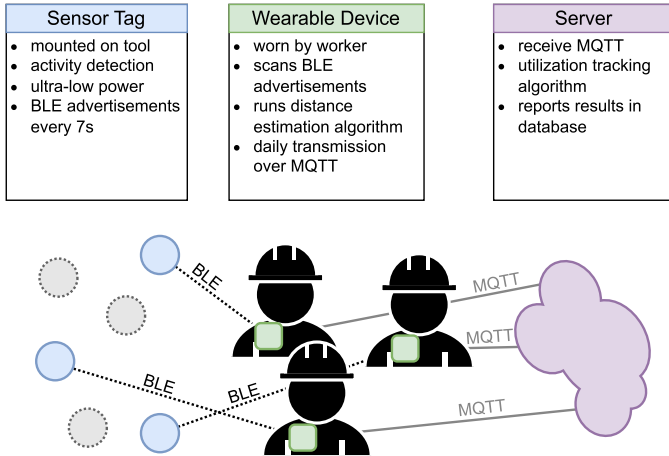 Sensor Tag
• mounted on tool
• activity detection
• ultra-low power
• BLE advertisements
every 7s
Wearable Device
• worn by worker
• scans BLE
advertisements
• runs distance
estimation algorithm
• daily transmission
over MQTT
Server
• receive MQTT
• utilization tracking
algorithm
• reports results in
database
BLE
MQTT
MQTT
BLE
BLE
MQTT